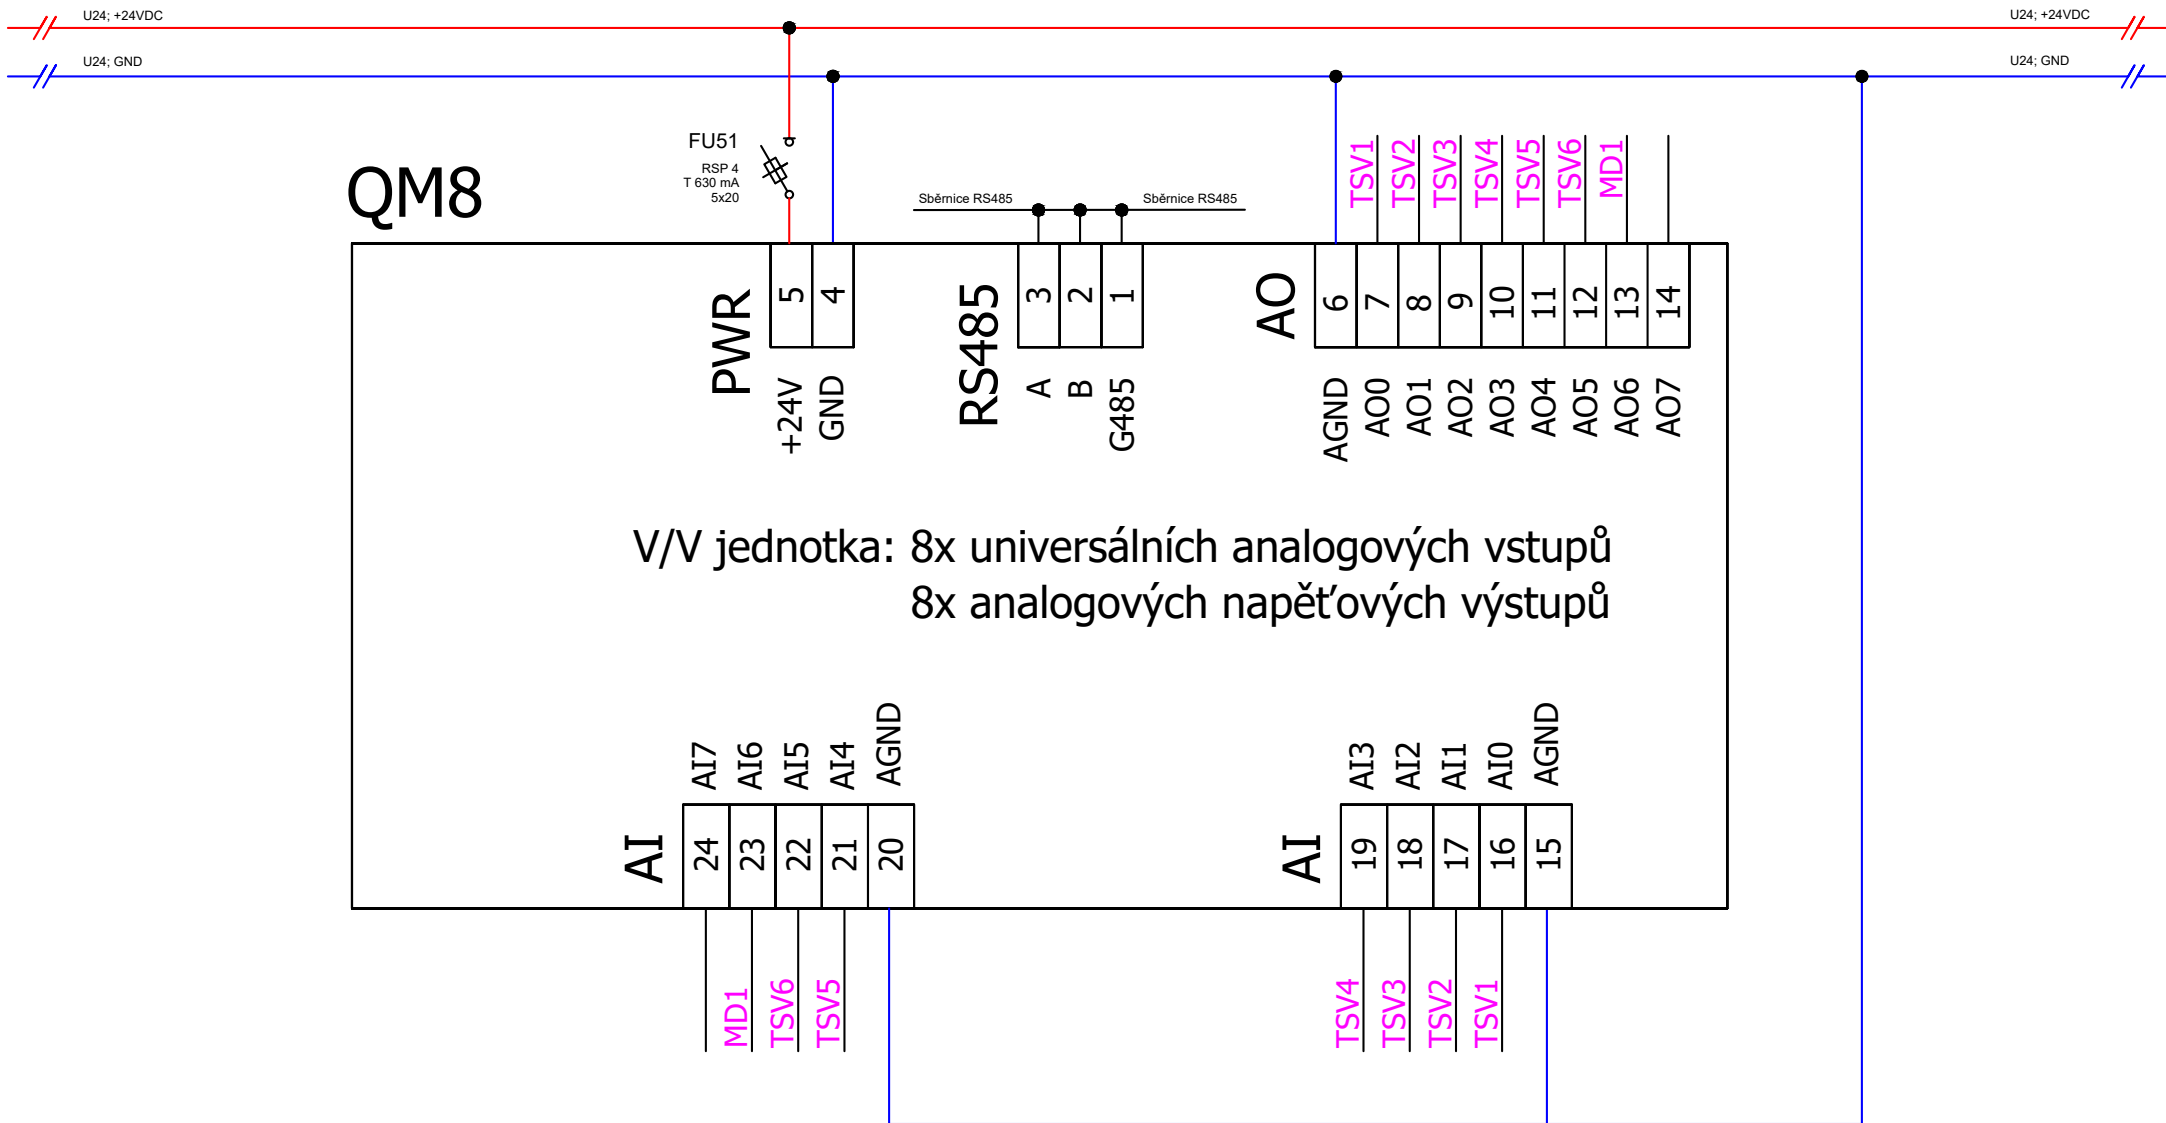 U24; +24VDC
U24; +24VDC
U24; GND
U24; GND
FU51
RSP 4
T 630 mA
5x20
QM8
Sběrnice RS485
Sběrnice RS485
TSV1
TSV2
TSV3
TSV4
TSV5
TSV6
MD1
PWR
5
4
+24V
GND
RS485
3
2
1
A
B
G485
AO
6
7
8
9
10
11
12
13
14
AGND
AO0
AO1
AO2
AO3
AO4
AO5
AO6
AO7
V/V jednotka: 8x universálních analogových vstupů
8x analogových napěťových výstupů
AI7
AI6
AI5
AI4
AGND
AI
24
23
22
21
20
MD1
TSV6
TSV5
AI3
AI2
AI1
AI0
AGND
AI
19
18
17
16
15
TSV4
TSV3
TSV2
TSV1